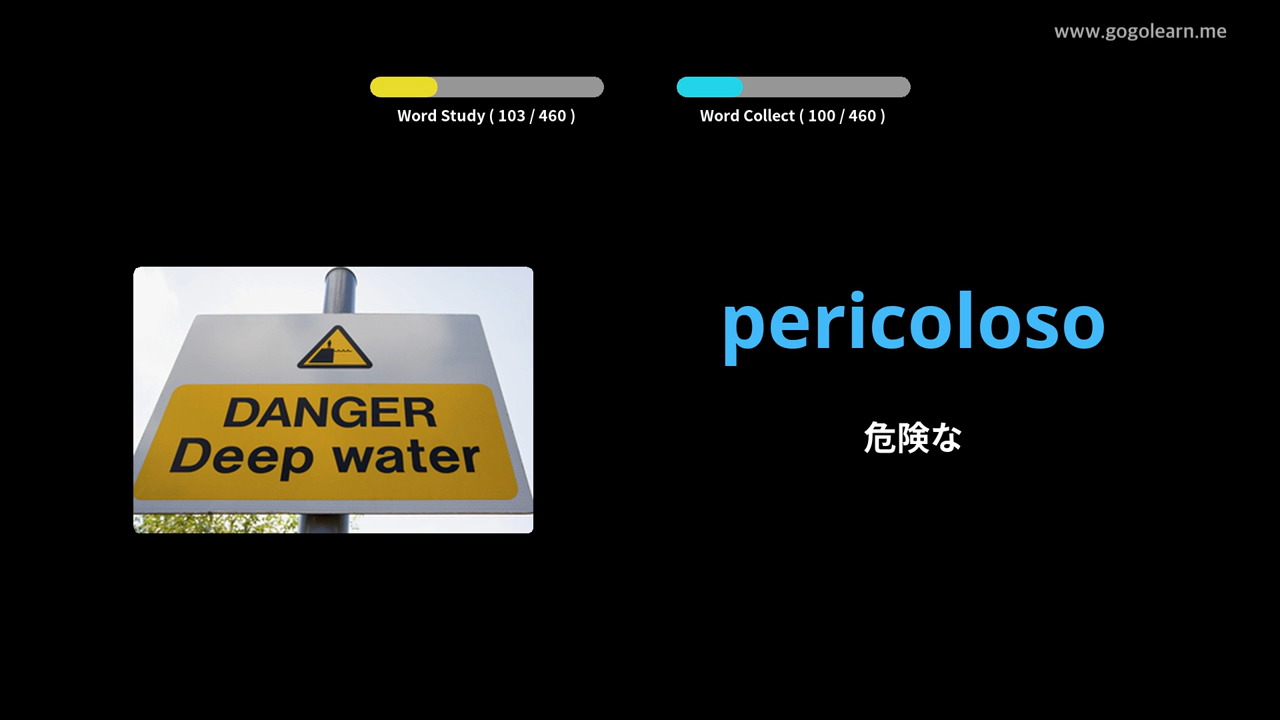 www.gogolearn.me
Word Study ( 103 / 460 )
Word Collect ( 100 / 460 )
DANGER
Deep water
pericoloso
危険な